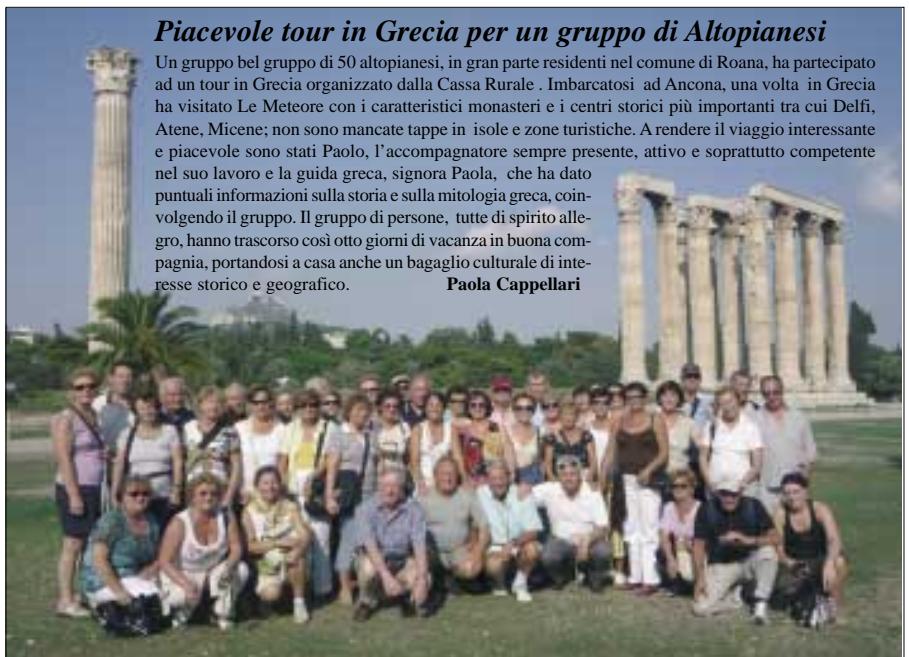 Piacevole tour in Grecia per un gruppo di Altopianesi
Un gruppo bel gruppo di 50 altopianesi, in gran parte residenti nel comune di Roana, ha partecipato
ad un tour in Grecia organizzato dalla Cassa Rurale . Imbarcatosi ad Ancona, una volta in Grecia
ha visitato Le Meteore con i caratteristici monasteri e i centri storici più importanti tra cui Delfi,
Atene, Micene; non sono mancate tappe in isole e zone turistiche. A rendere il viaggio interessante
e piacevole sono stati Paolo, l'accompagnatore sempre presente, attivo e soprattutto competente
nel suo lavoro e la guida greca, signora Paola, che ha dato
puntuali informazioni sulla storia e sulla mitologia greca, coin-
volgendo il gruppo. Il gruppo di persone, tutte di spirito alle-
gro, hanno trascorso così otto giorni di vacanza in buona com-
pagnia, portandosi a casa anche un bagaglio culturale di inte-
resse storico e geografico. Paola Cappellari